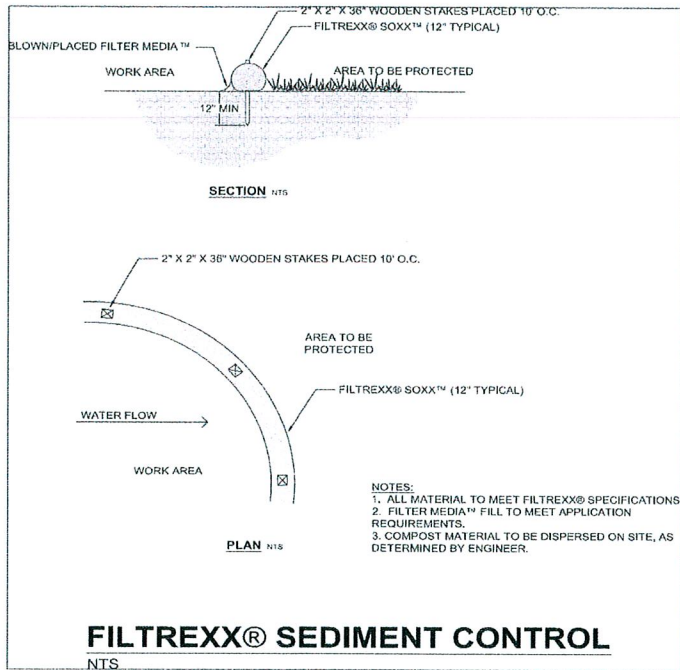 2" X 2" X 36" WOODEN STAKES PLACED 10' O.C.
FILTREXX® SOXX™ (12" TYPICAL)
BLOWN/PLACED FILTER MEDIA™
WORK AREA
AREA TO BE PROTECTED
12" MIN
SECTION NTS
2" X 2" X 36" WOODEN STAKES PLACED 10' O.C.
AREA TO BE
PROTECTED
FILTREXX® SOXX™ (12" TYPICAL)
WATER FLOW
WORK AREA
NOTES:
1. ALL MATERIAL TO MEET FILTREXX® SPECIFICATIONS
2. FILTER MEDIA™ FILL TO MEET APPLICATION
REQUIREMENTS.
3. COMPOST MATERIAL TO BE DISPERSED ON SITE, AS
DETERMINED BY ENGINEER.
PLAN NTS
FILTREXX® SEDIMENT CONTROL
NTS